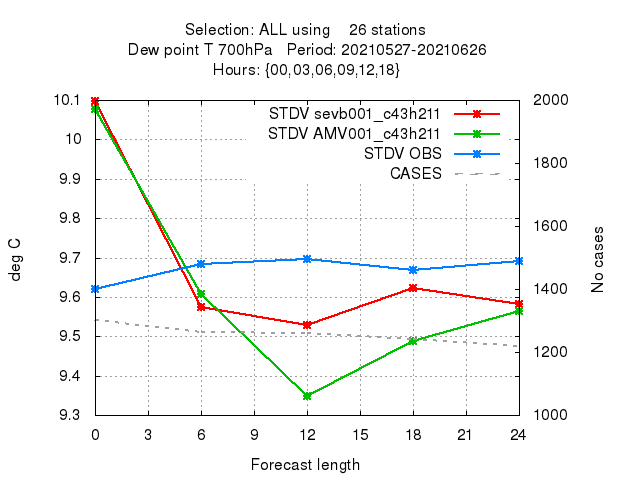 Selection: ALL using 26 stations
Dew point T 700hPa Period: 20210527-20210626
Hours: {00,03,06,09,12,18}
STDV sevb001_c43h211
STDV AMV001_c43h211
STDV OBS
CASES
10.1
10
9.9
9.8
9.7
9.6
9.5
9.4
9.3
deg C
2000
1800
1600
1400
1200
1000
No cases
0 3 6 9 12 15 18 21 24
Forecast length